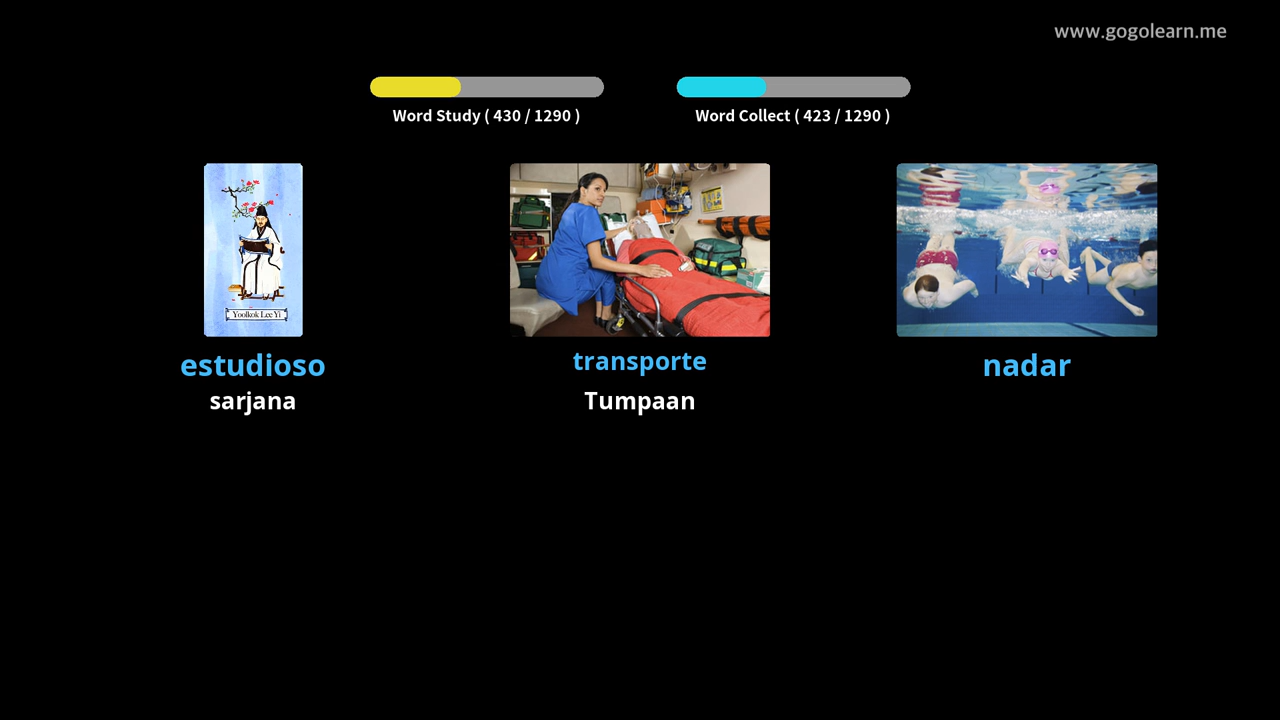 www.gogolearn.me
Word Study ( 430 / 1290 )
Word Collect ( 423 / 1290 )
Yoolkok Lee Yi
estudioso
sarjana
transporte
Tumpaan
nadar